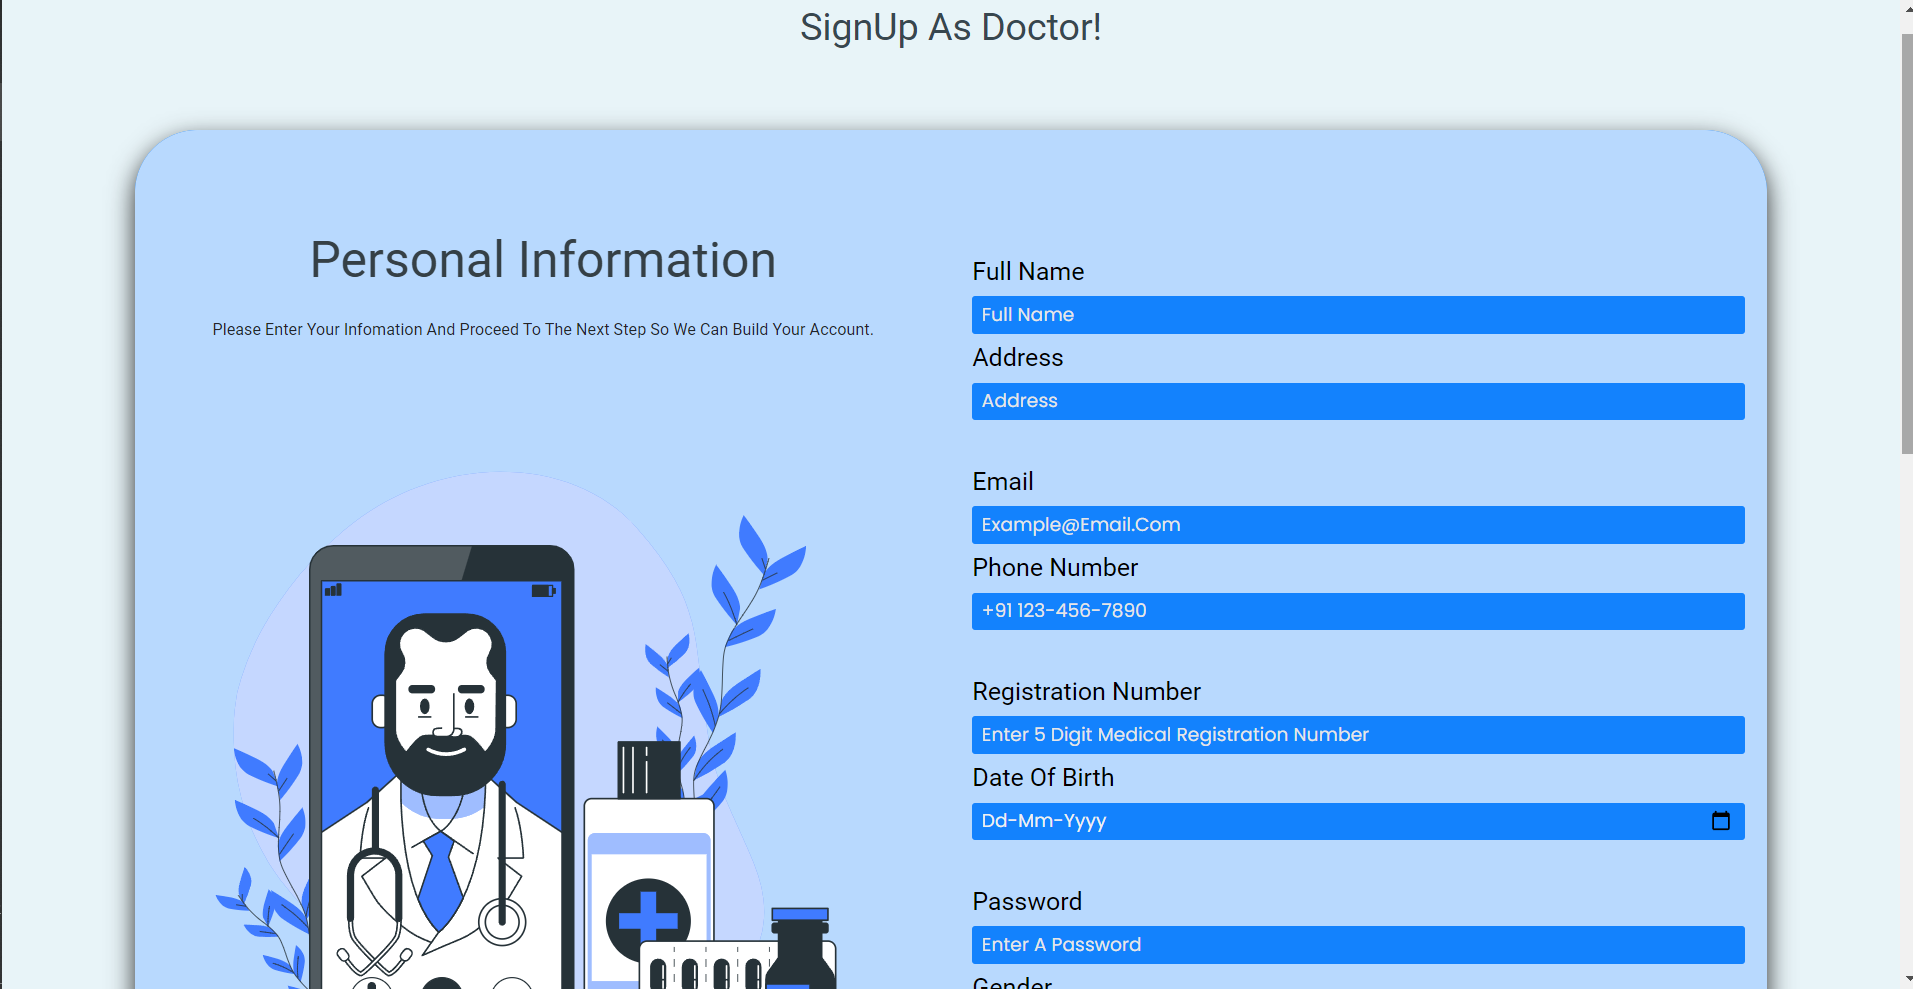 SignUp As Doctor!
Personal Information
Please Enter Your Infomation And Proceed To The Next Step So We Can Build Your Account.
Full Name
Full Name
Address
Address
Email
Example@Email.Com
Phone Number
+91 123-456-7890
Registration Number
Enter 5 Digit Medical Registration Number
Date Of Birth
Dd-Mm-Yyyy
Password
Enter A Password
Gender